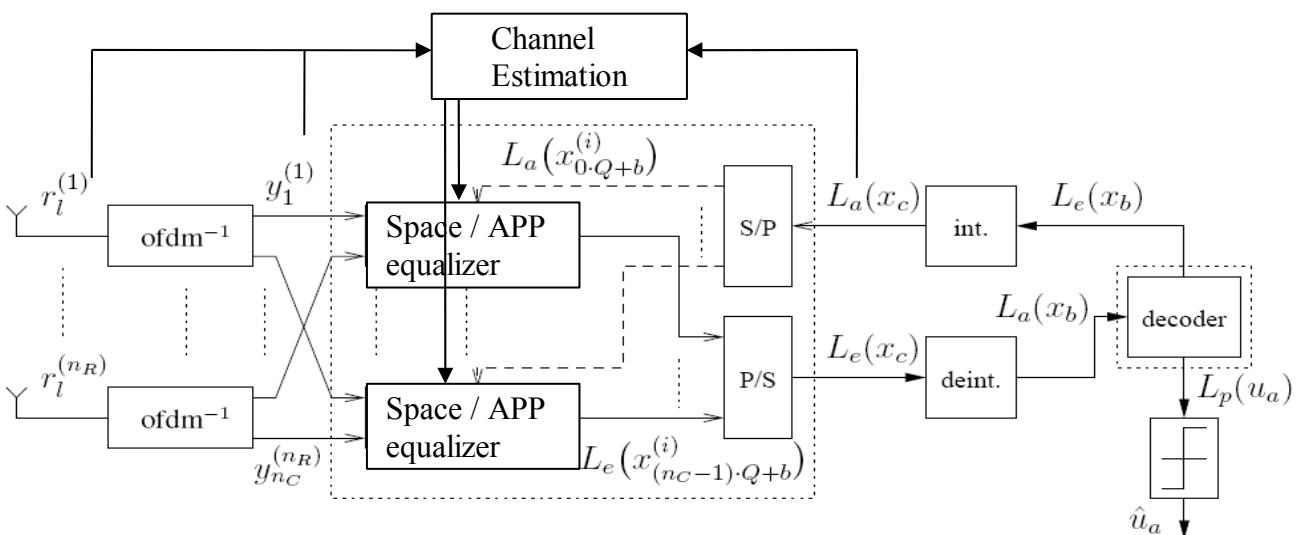 Channel
Estimation
L_a(x_{0·Q+b}^{(i)})
r_l^{(1)}
y_1^{(1)}
L_a(x_c)
L_e(x_b)
ofdm⁻¹
Space / APP
equalizer
S/P
int.
L_a(x_b)
decoder
r_l^{(n_R)}
ofdm⁻¹
Space / APP
equalizer
P/S
L_e(x_c)
deint.
L_p(u_a)
y_{n_C}^{(n_R)}
L_e(x_{(n_C−1)·Q+b}^{(i)})
û_a